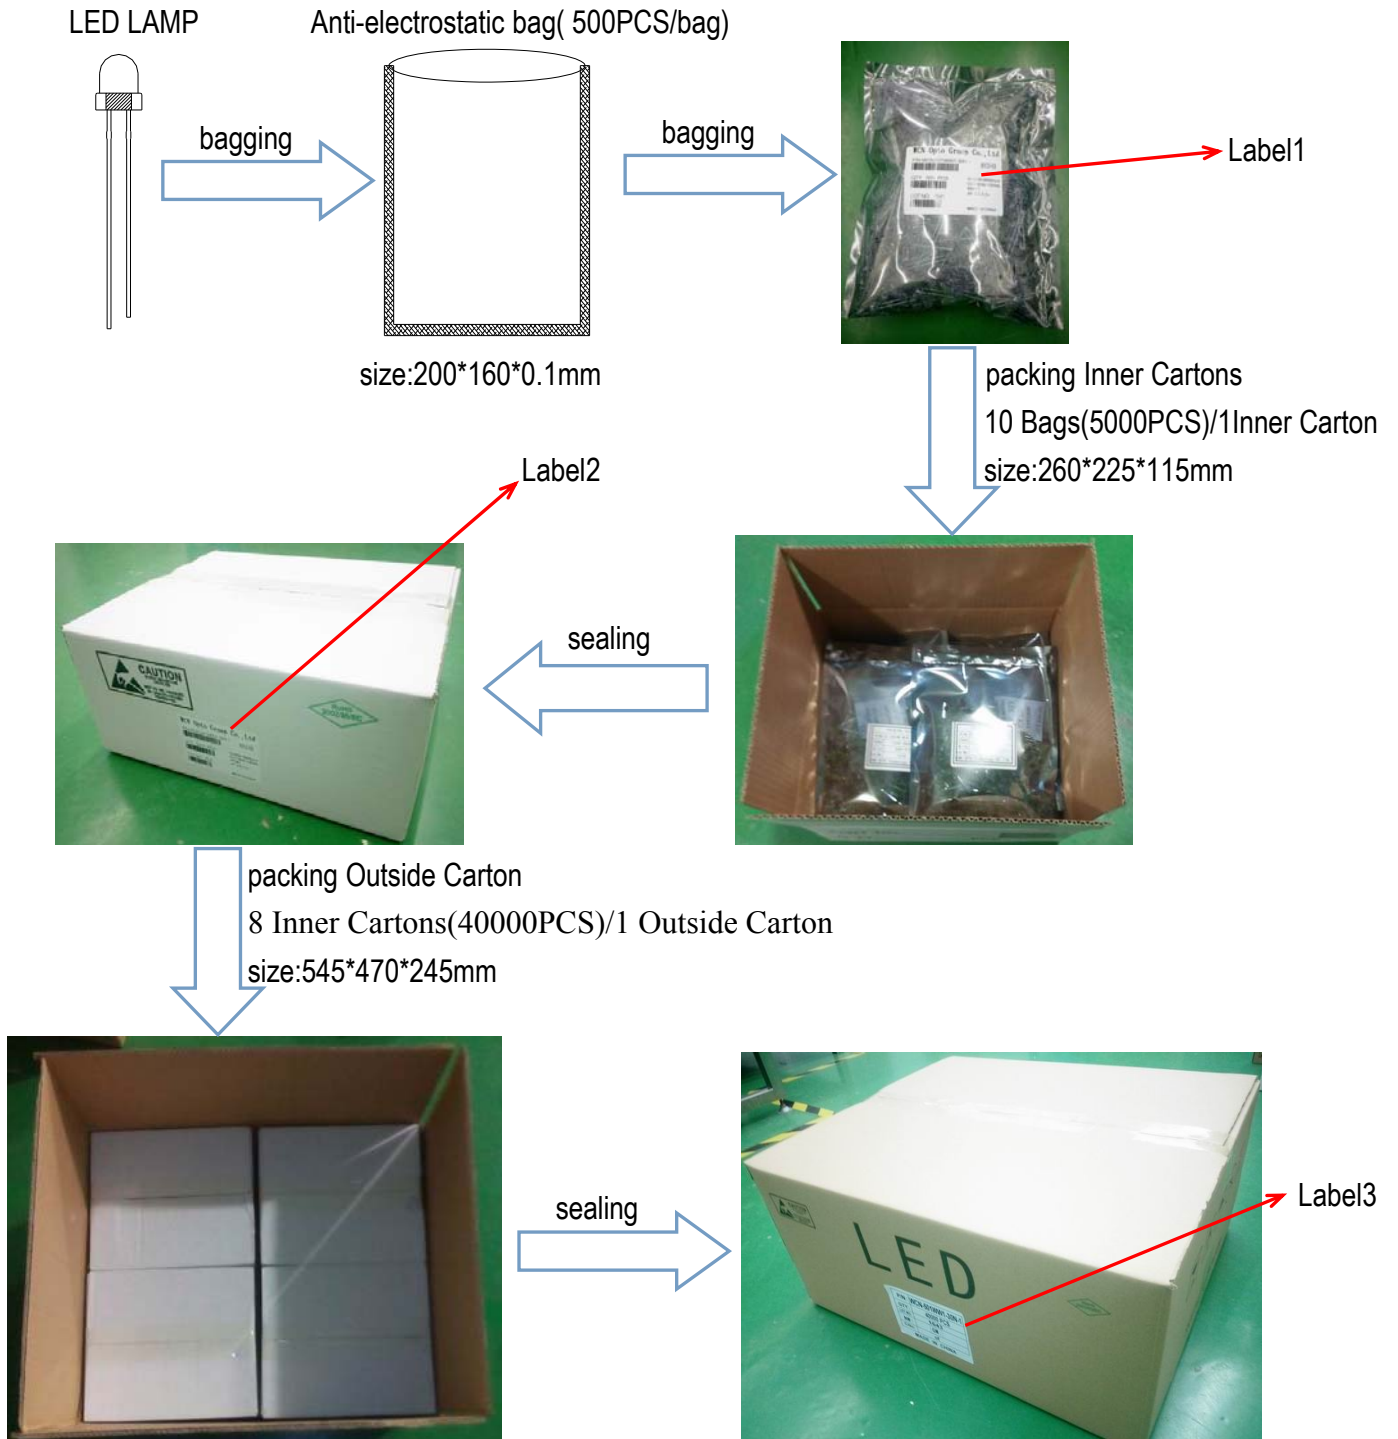 LED LAMP
Anti-electrostatic bag( 500PCS/bag)
bagging
bagging
Label1
size:200*160*0.1mm
packing Inner Cartons
10 Bags(5000PCS)/1Inner Carton
size:260*225*115mm
Label2
sealing
CAUTION
packing Outside Carton
8 Inner Cartons(40000PCS)/1 Outside Carton
size:545*470*245mm
sealing
Label3
LED